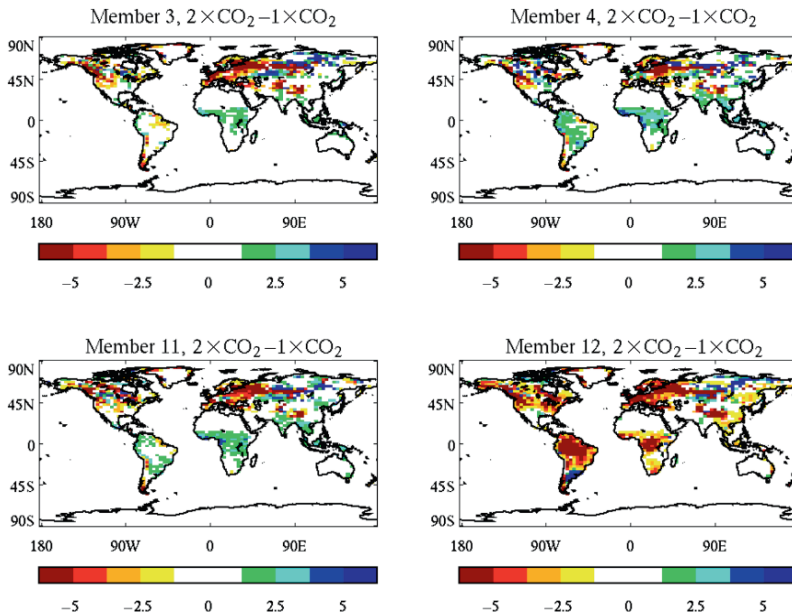 Member 3, 2×CO₂−1×CO₂
Member 4, 2×CO₂−1×CO₂
90N
45N
0
45S
90S
180 90W 0 90E
−5 −2.5 0 2.5 5
90N
45N
0
45S
90S
180 90W 0 90E
−5 −2.5 0 2.5 5
Member 11, 2×CO₂−1×CO₂
Member 12, 2×CO₂−1×CO₂
90N
45N
0
45S
90S
180 90W 0 90E
−5 −2.5 0 2.5 5
90N
45N
0
45S
90S
180 90W 0 90E
−5 −2.5 0 2.5 5